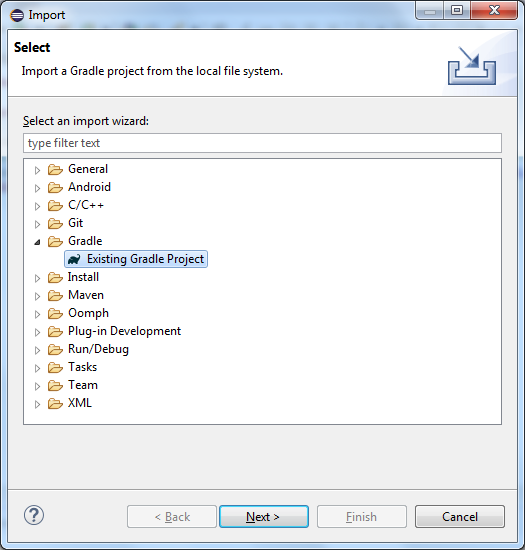 Import
Select
Import a Gradle project from the local file system.
Select an import wizard:
type filter text
General
Android
C/C++
Git
Gradle
Existing Gradle Project
Install
Maven
Oomph
Plug-in Development
Run/Debug
Tasks
Team
XML
?
< Back
Next >
Finish
Cancel